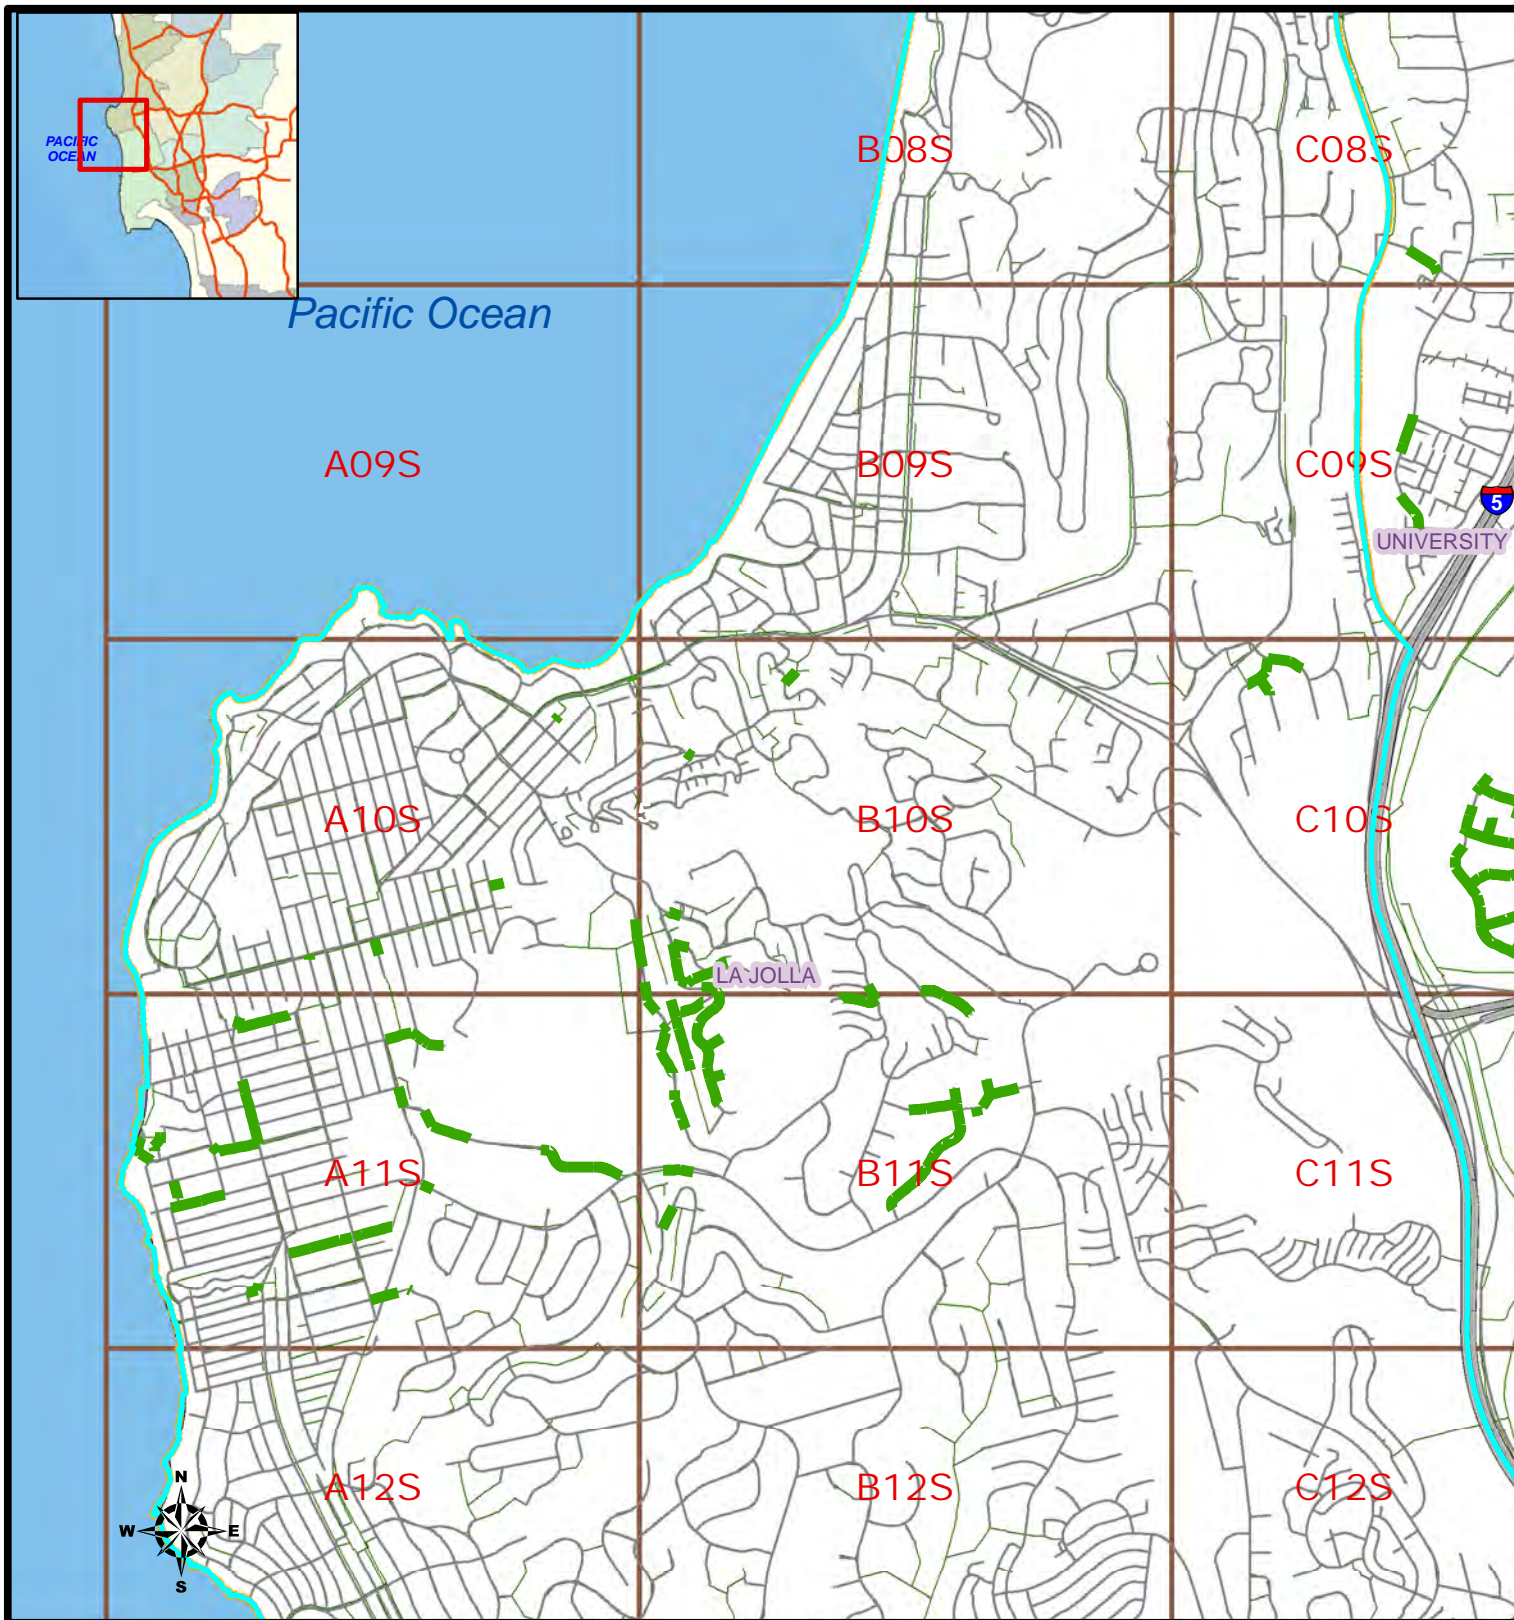 PACIFIC
OCEAN
B08S
C08S
Pacific Ocean
A09S
B09S
C09S
5
UNIVERSITY
A10S
B10S
C10S
LA JOLLA
A11S
B11S
C11S
A12S
B12S
C12S
N
W
E
S